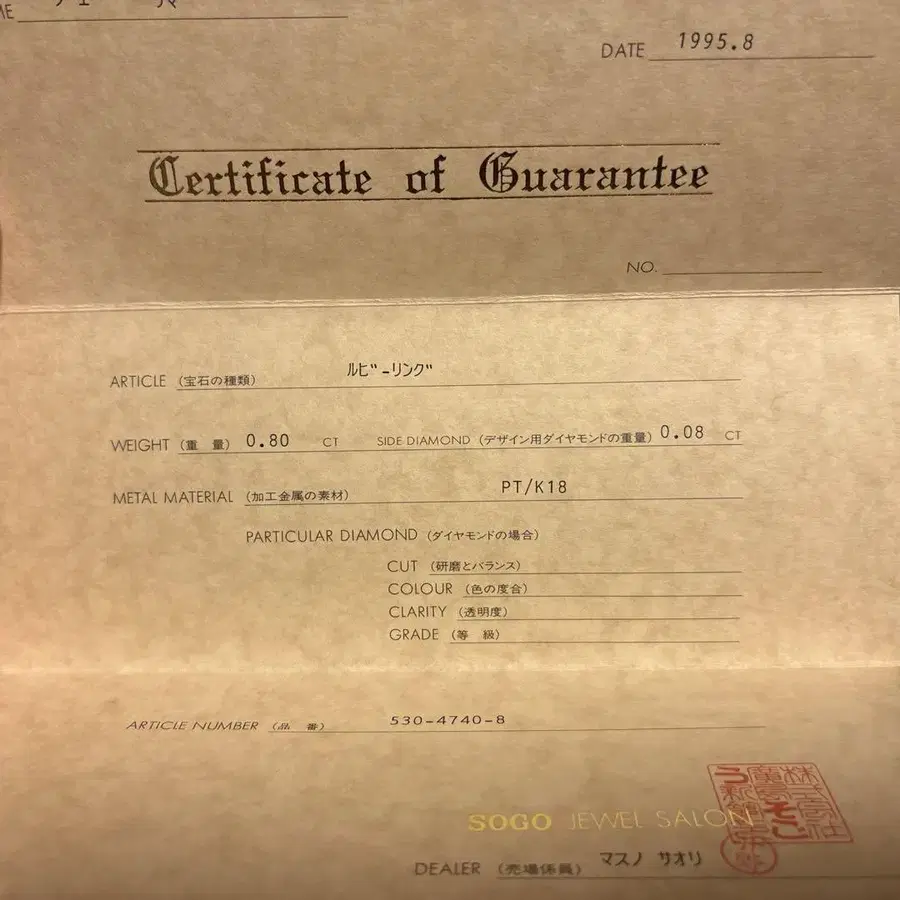 DATE 1995.8
Certificate of Guarantee
NO.
ARTICLE (宝石の種類) ルビ-リング
WEIGHT (重 量) 0.80 CT SIDE DIAMOND (デザイン用ダイヤモンドの重量) 0.08 CT
METAL MATERIAL (加工金属の素材) PT/K18
PARTICULAR DIAMOND (ダイヤモンドの場合)
CUT (研磨とバランス)
COLOUR (色の度合)
CLARITY (透明度)
GRADE (等 級)
ARTICLE NUMBER (品 番) 530-4740-8
SOGO JEWEL SALON
DEALER (売場係員) マスノ サオリ